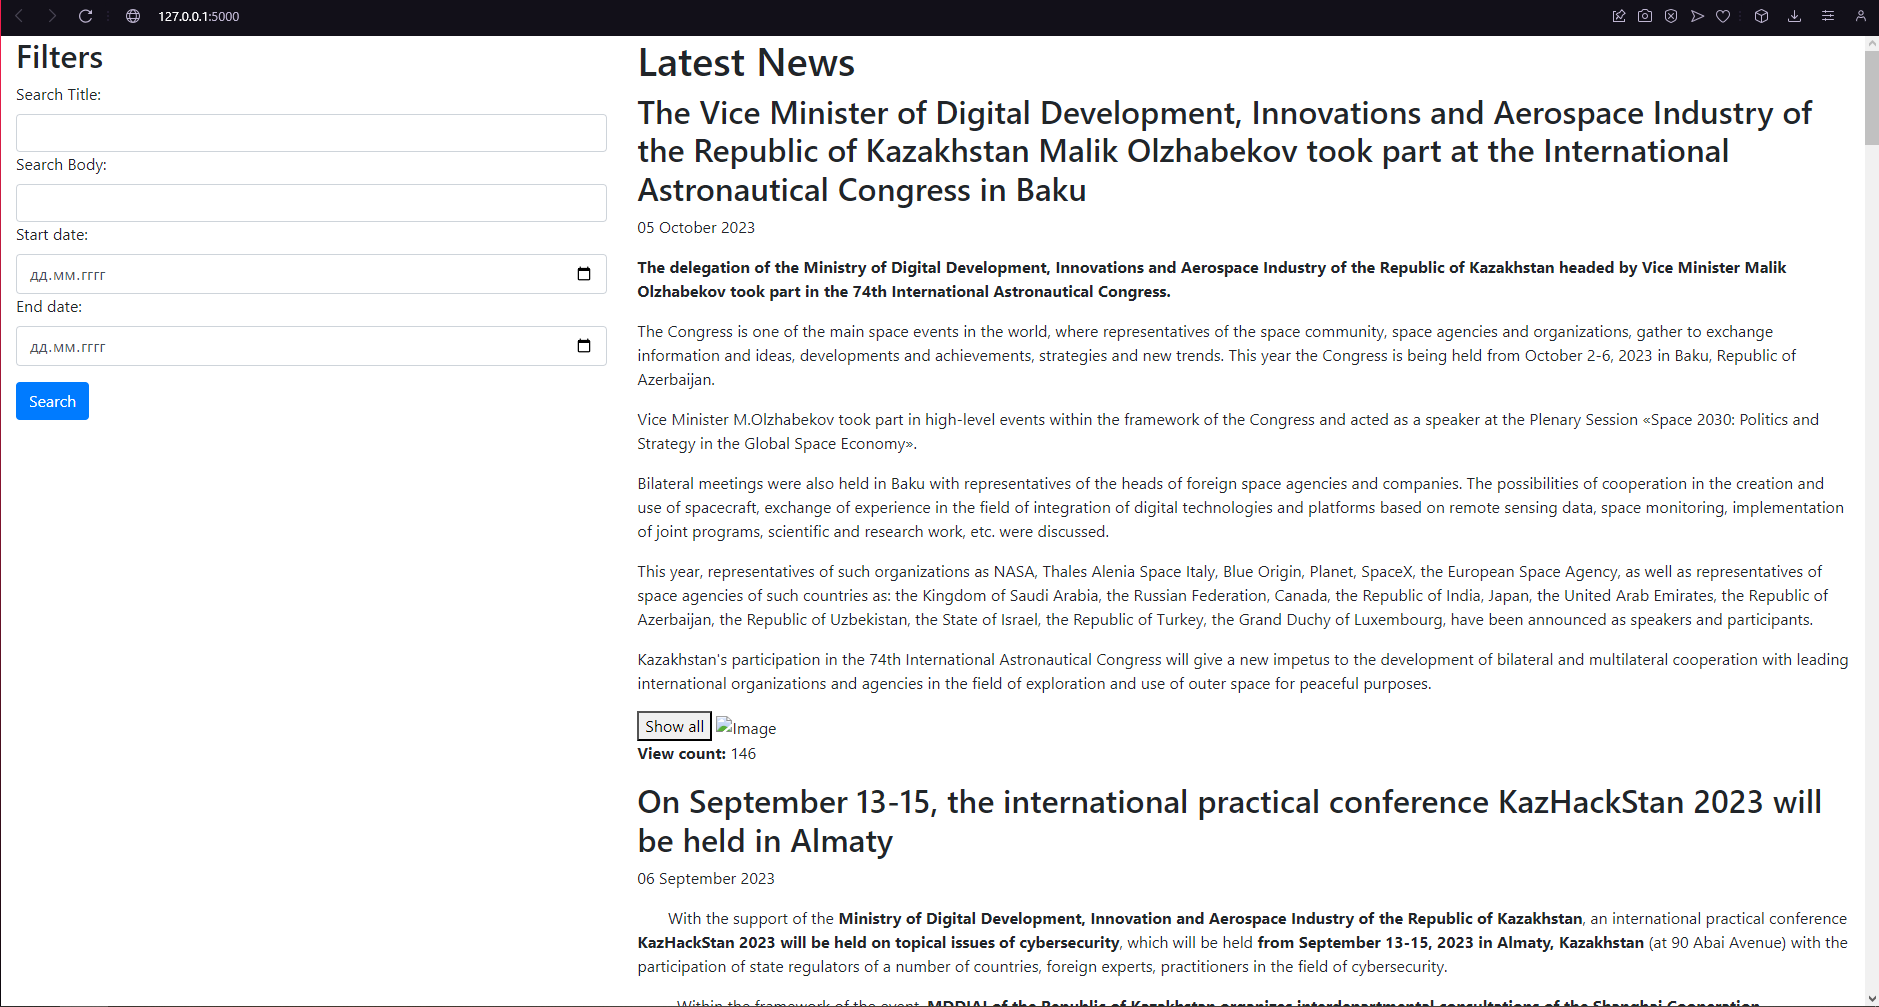 127.0.0.1:5000
Filters
Search Title:
Search Body:
Start date:
дд.мм.гггг
End date:
дд.мм.гггг
Search
Latest News
The Vice Minister of Digital Development, Innovations and Aerospace Industry of
the Republic of Kazakhstan Malik Olzhabekov took part at the International
Astronautical Congress in Baku
05 October 2023
The delegation of the Ministry of Digital Development, Innovations and Aerospace Industry of the Republic of Kazakhstan headed by Vice Minister Malik
Olzhabekov took part in the 74th International Astronautical Congress.
The Congress is one of the main space events in the world, where representatives of the space community, space agencies and organizations, gather to exchange
information and ideas, developments and achievements, strategies and new trends. This year the Congress is being held from October 2-6, 2023 in Baku, Republic of
Azerbaijan.
Vice Minister M.Olzhabekov took part in high-level events within the framework of the Congress and acted as a speaker at the Plenary Session «Space 2030: Politics and
Strategy in the Global Space Economy».
Bilateral meetings were also held in Baku with representatives of the heads of foreign space agencies and companies. The possibilities of cooperation in the creation and
use of spacecraft, exchange of experience in the field of integration of digital technologies and platforms based on remote sensing data, space monitoring, implementation
of joint programs, scientific and research work, etc. were discussed.
This year, representatives of such organizations as NASA, Thales Alenia Space Italy, Blue Origin, Planet, SpaceX, the European Space Agency, as well as representatives of
space agencies of such countries as: the Kingdom of Saudi Arabia, the Russian Federation, Canada, the Republic of India, Japan, the United Arab Emirates, the Republic of
Azerbaijan, the Republic of Uzbekistan, the State of Israel, the Republic of Turkey, the Grand Duchy of Luxembourg, have been announced as speakers and participants.
Kazakhstan's participation in the 74th International Astronautical Congress will give a new impetus to the development of bilateral and multilateral cooperation with leading
international organizations and agencies in the field of exploration and use of outer space for peaceful purposes.
Show all Image
View count: 146
On September 13-15, the international practical conference KazHackStan 2023 will
be held in Almaty
06 September 2023
With the support of the Ministry of Digital Development, Innovation and Aerospace Industry of the Republic of Kazakhstan, an international practical conference
KazHackStan 2023 will be held on topical issues of cybersecurity, which will be held from September 13-15, 2023 in Almaty, Kazakhstan (at 90 Abai Avenue) with the
participation of state regulators of a number of countries, foreign experts, practitioners in the field of cybersecurity.
Within the framework of the event, MDDIAI of the Republic of Kazakhstan organizes interdepartmental consultations of the Shanghai Cooperation